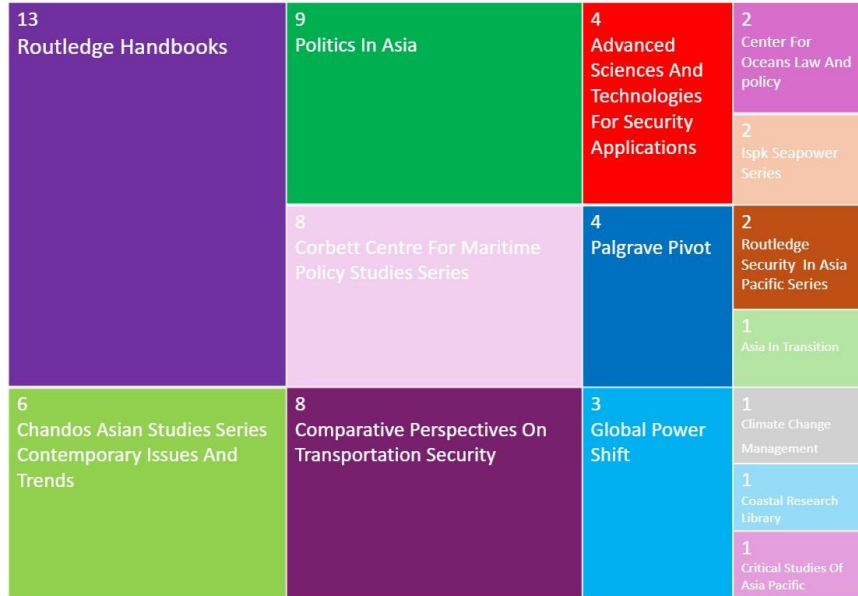 13
Routledge Handbooks
9
Politics In Asia
4
Advanced
Sciences And
Technologies
For Security
Applications
2
Center For
Oceans Law And
policy
2
Ispk Seapower
Series
8
Corbett Centre For Maritime
Policy Studies Series
4
Palgrave Pivot
2
Routledge
Security In Asia
Pacific Series
1
Asia In Transition
6
Chandos Asian Studies Series
Contemporary Issues And
Trends
8
Comparative Perspectives On
Transportation Security
3
Global Power
Shift
1
Climate Change
Management
1
Coastal Research
Library
1
Critical Studies Of
Asia Pacific